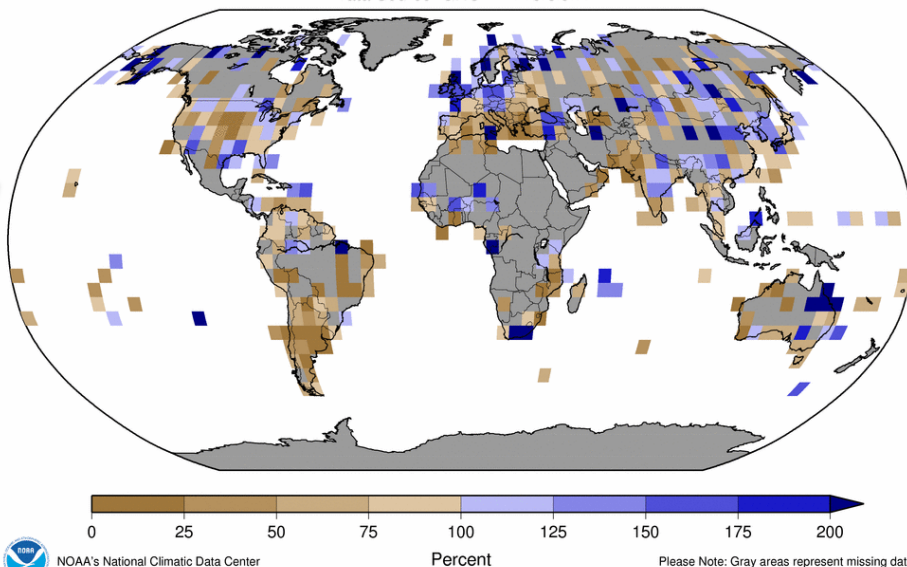 0 25 50 75 100 125 150 175 200
NOAA
NOAA's National Climatic Data Center
Percent
Please Note: Gray areas represent missing dat